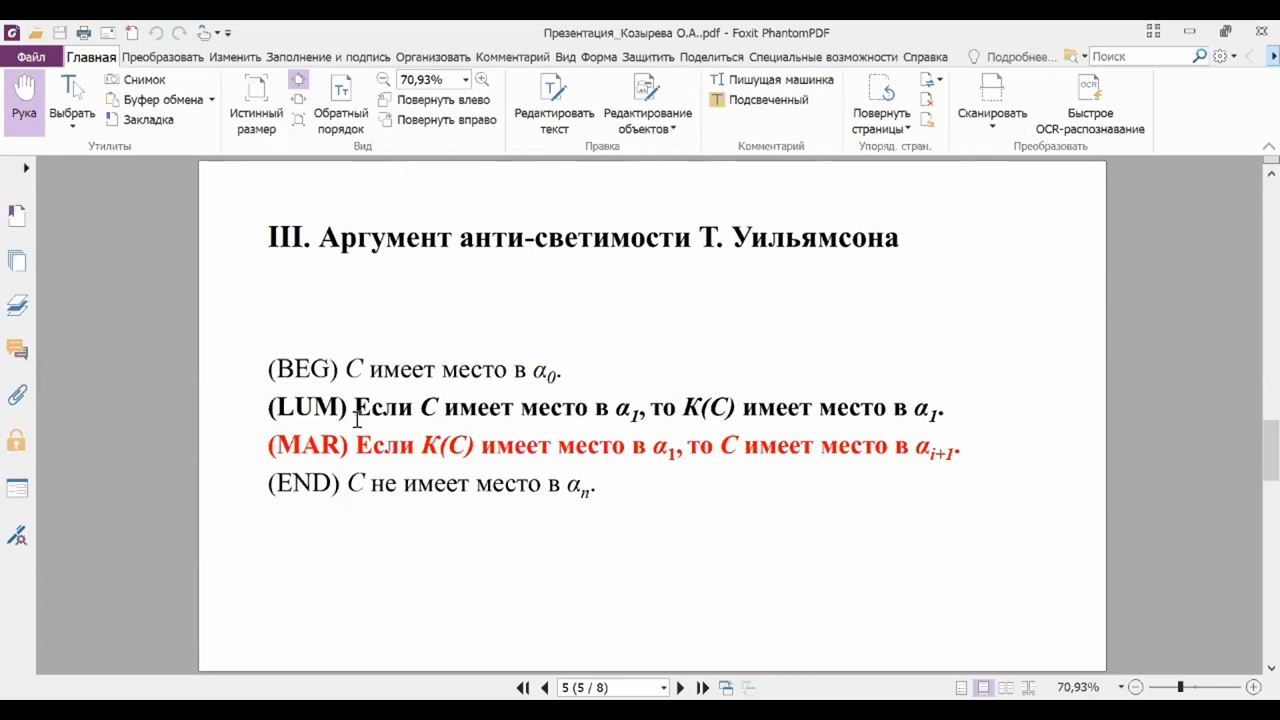 Презентация_Козырева О.А..pdf - Foxit PhantomPDF
Файл Главная Преобразовать Изменить Заполнение и подпись Организовать Комментарий Вид Форма Защитить Поделиться Специальные возможности Справка Подробнее... Поиск
Рука
Выбрать
Снимок
Буфер обмена
Закладка
Утилиты
Истинный размер
Обратный порядок
70,93%
Повернуть влево
Повернуть вправо
Вид
Редактировать текст
Редактирование объектов
Правка
Пишущая машинка
Подсвеченный
Комментарий
Повернуть страницы
Упоряд. стран.
Сканировать
Быстрое OCR-распознавание
Преобразовать
III. Аргумент анти-светимости Т. Уильямсона
(BEG) C имеет место в α0.
(LUM) Если C имеет место в α1, то K(C) имеет место в α1.
(MAR) Если K(C) имеет место в α1, то C имеет место в αi+1.
(END) C не имеет место в αn.
5 (5 / 8)
70,93%